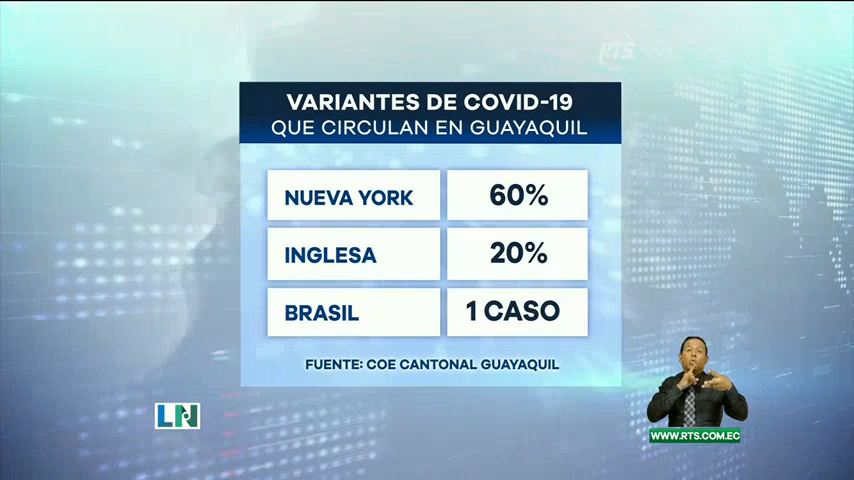 RTS
VARIANTES DE COVID-19
QUE CIRCULAN EN GUAYAQUIL
NUEVA YORK 60%
INGLESA 20%
BRASIL 1 CASO
FUENTE: COE CANTONAL GUAYAQUIL
LN
WWW.RTS.COM.EC